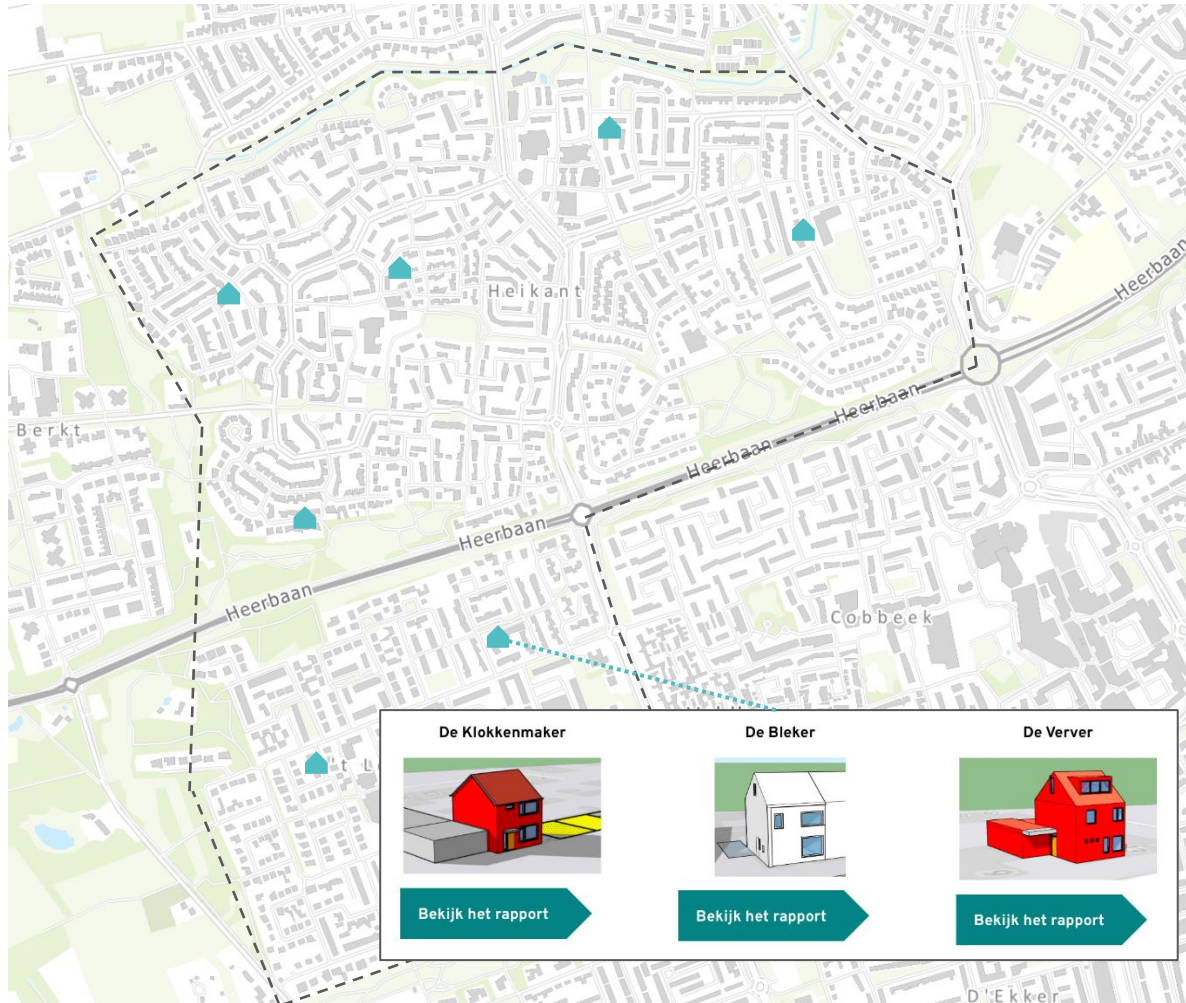 Heikant
Heerbaan
Heerbaan
Heerbaan
Berkt
Heerbaan
Heerbaan
Cobbeek
't L
De Klokkenmaker
De Bleker
De Verver
Bekijk het rapport
Bekijk het rapport
Bekijk het rapport
D'Ekker